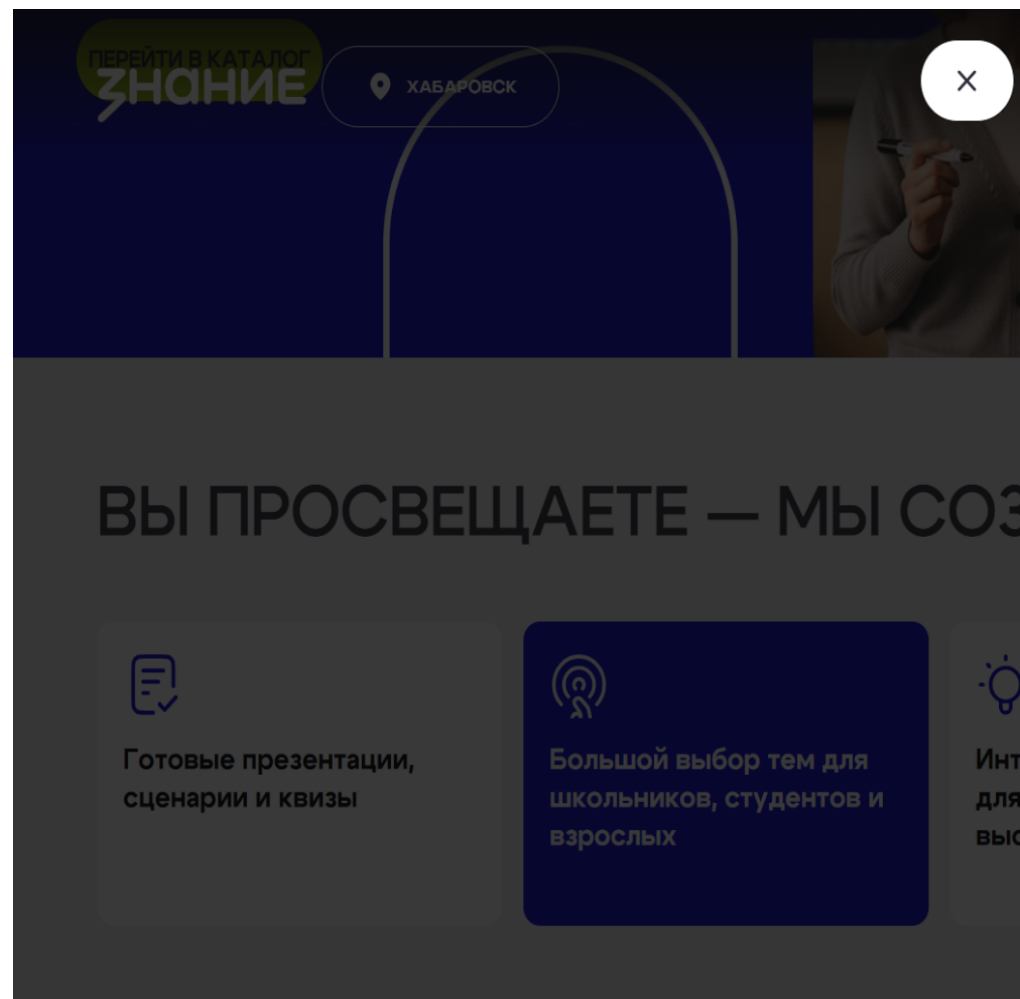 ПЕРЕЙТИ В КАТАЛОГ
знание
ХАБАРОВСК
ВЫ ПРОСВЕЩАЕТЕ — МЫ СОЗ
Готовые презентации,
сценарии и квизы
Большой выбор тем для
школьников, студентов и
взрослых
Инт
для
выс